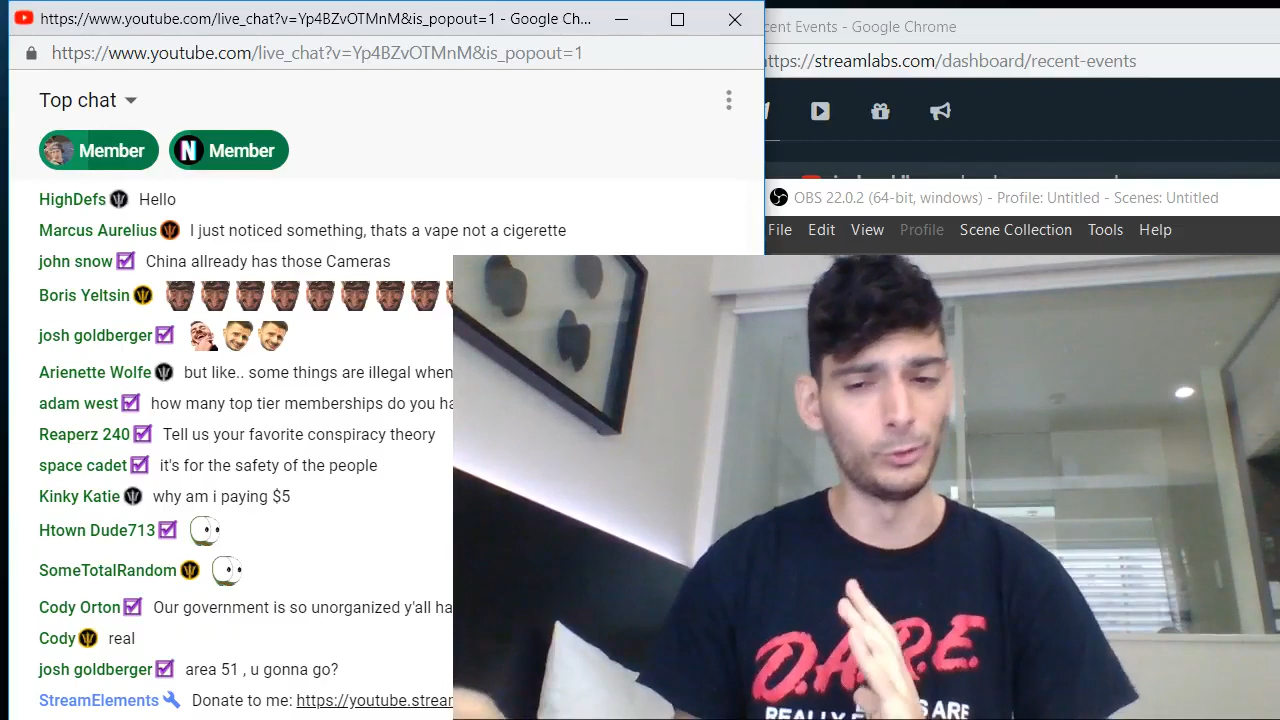 https://www.youtube.com/live_chat?v=Yp4BZvOTMnM&is_popout=1 - Google Ch...
https://www.youtube.com/live_chat?v=Yp4BZvOTMnM&is_popout=1
Top chat
Member
N Member
HighDefs Hello
Marcus Aurelius I just noticed something, thats a vape not a cigerette
john snow China allready has those Cameras
Boris Yeltsin
josh goldberger
Arienette Wolfe but like.. some things are illegal when
adam west how many top tier memberships do you ha
Reaperz 240 Tell us your favorite conspiracy theory
space cadet it's for the safety of the people
Kinky Katie why am i paying $5
Htown Dude713
SomeTotalRandom
Cody Orton Our government is so unorganized y'all ha
Cody real
josh goldberger area 51 , u gonna go?
StreamElements Donate to me: https://youtube.strear
cent Events - Google Chrome
ttps://streamlabs.com/dashboard/recent-events
OBS 22.0.2 (64-bit, windows) - Profile: Untitled - Scenes: Untitled
File Edit View Profile Scene Collection Tools Help
D.A.R.E.
REALLY
ARE